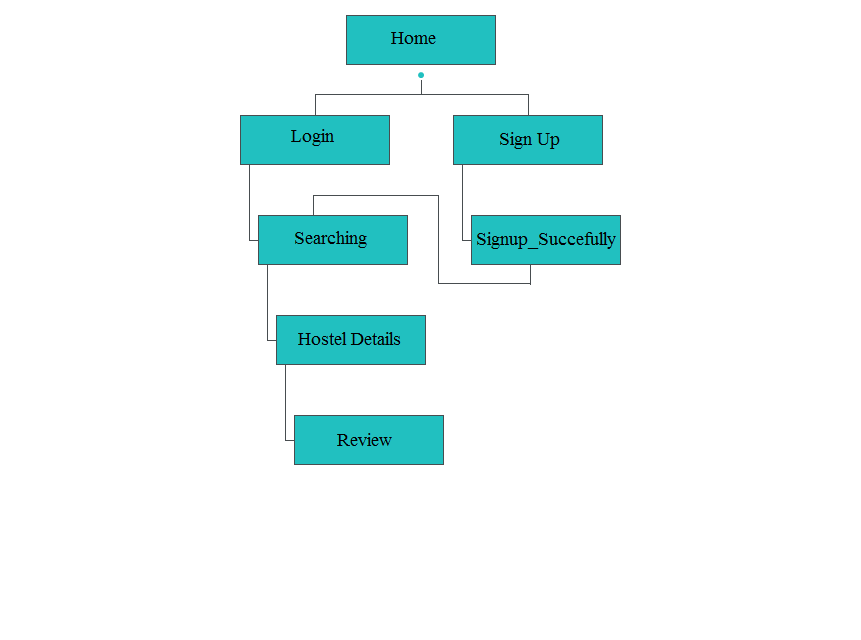 Home
Login
Sign Up
Searching
Signup_Succefully
Hostel Details
Review